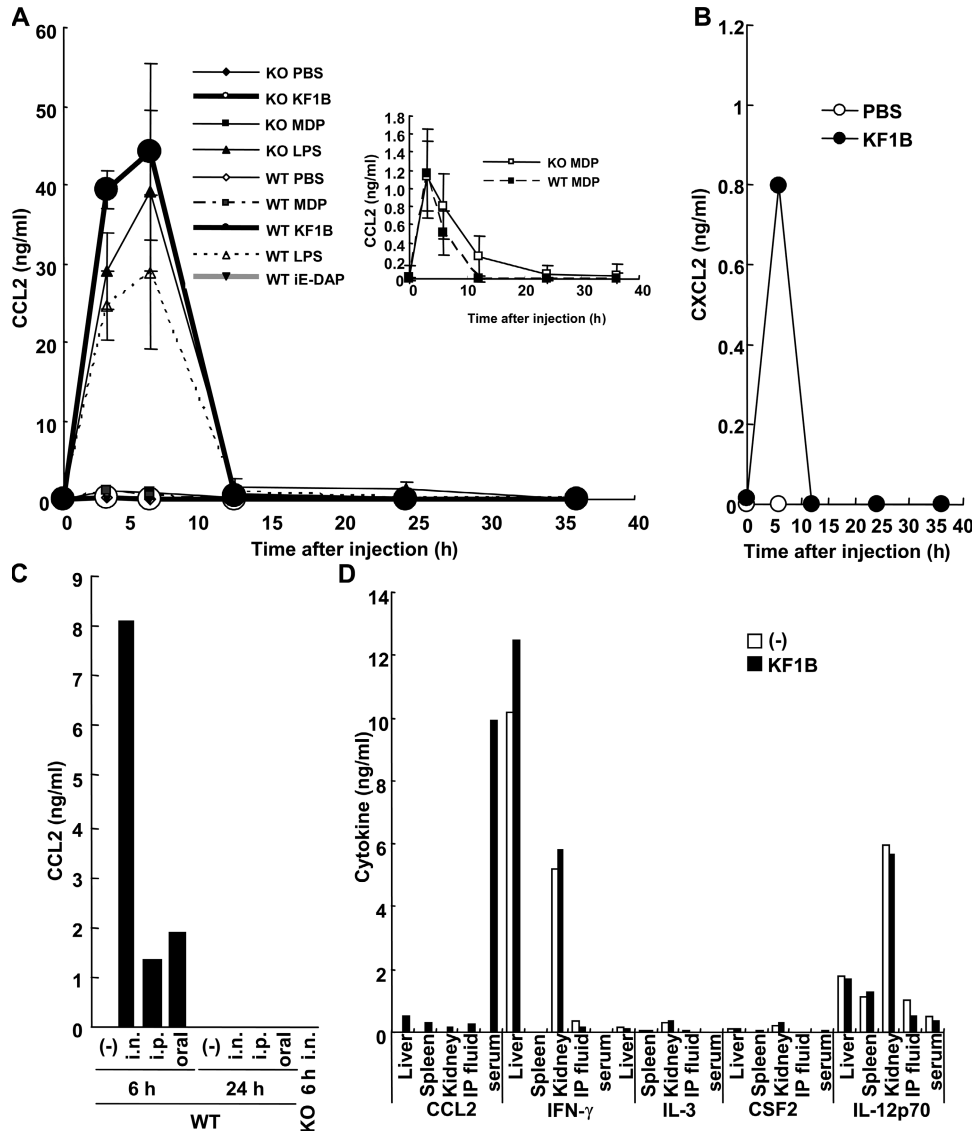 A
60
50
40
30
20
10
0
CCL2 (ng/ml)
0 5 10 15 20 25 30 35 40
Time after injection (h)
KO PBS
KO KF1B
KO MDP
KO LPS
WT PBS
WT MDP
WT KF1B
WT LPS
WT iE-DAP
1.8
1.6
1.4
1.2
1.0
0.8
0.6
0.4
0.2
0
CCL2 (ng/ml)
0 10 20 30 40
Time after injection (h)
KO MDP
WT MDP
B
1.2
1
0.8
0.6
0.4
0.2
0
CXCL2 (ng/ml)
0 5 10 15 20 25 30 35 40
Time after injection (h)
PBS
KF1B
C
9
8
7
6
5
4
3
2
1
0
CCL2 (ng/ml)
(-) i.n. i.p. oral (-) i.n. i.p. oral KO 6 h i.n.
6 h 24 h
WT
D
14
12
10
8
6
4
2
0
Cytokine (ng/ml)
(-)
KF1B
Liver Spleen Kidney IP fluid serum Liver Spleen Kidney IP fluid serum Liver Spleen Kidney IP fluid serum Liver Spleen Kidney IP fluid serum Liver Spleen Kidney IP fluid serum
CCL2 IFN-γ IL-3 CSF2 IL-12p70